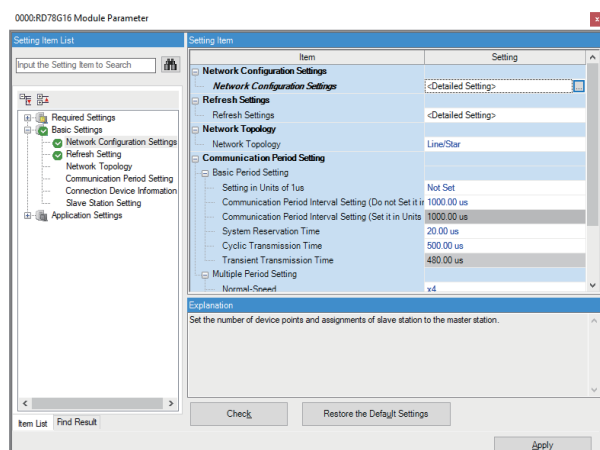 0000:RD78G16 Module Parameter
x
Setting Item List
Input the Setting Item to Search
Required Settings
Basic Settings
Network Configuration Settings
Refresh Setting
Network Topology
Communication Period Setting
Connection Device Information
Slave Station Setting
Application Settings
Item List Find Result
Setting Item
Item Setting
Network Configuration Settings
Network Configuration Settings <Detailed Setting> ...
Refresh Settings
Refresh Settings <Detailed Setting>
Network Topology
Network Topology Line/Star
Communication Period Setting
Basic Period Setting
Setting in Units of 1us Not Set
Communication Period Interval Setting (Do not Set it in 1000.00 us
Communication Period Interval Setting (Set it in Units 1000.00 us
System Reservation Time 20.00 us
Cyclic Transmission Time 500.00 us
Transient Transmission Time 480.00 us
Multiple Period Setting
Normal-Speed x4
Explanation
Set the number of device points and assignments of slave station to the master station.
Check Restore the Default Settings
Apply